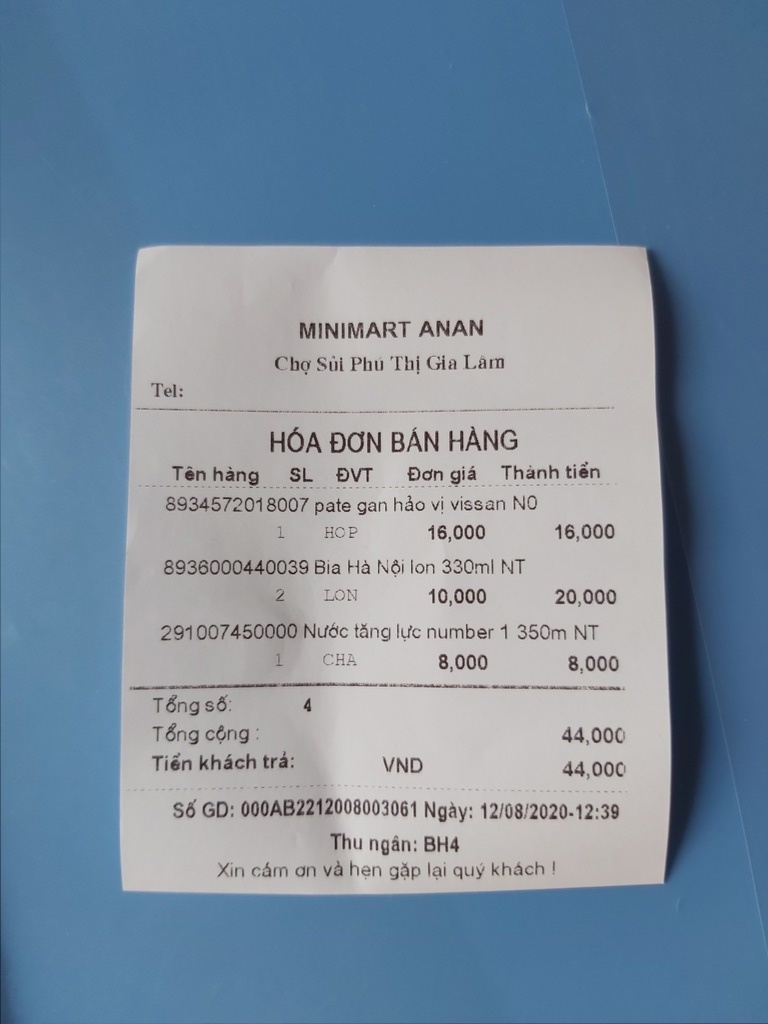 MINIMART ANAN
Chợ Sủi Phú Thị Gia Lâm
Tel:
HÓA ĐƠN BÁN HÀNG
Tên hàng SL ĐVT Đơn giá Thành tiền
8934572018007 pate gan hảo vị vissan N0
1 HOP 16,000 16,000
8936000440039 Bia Hà Nội lon 330ml NT
2 LON 10,000 20,000
291007450000 Nước tăng lực number 1 350m NT
1 CHA 8,000 8,000
Tổng số: 4
Tổng cộng : 44,000
Tiền khách trả: VND 44,000
Số GD: 000AB2212008003061 Ngày: 12/08/2020-12:39
Thu ngân: BH4
Xin cám ơn và hẹn gặp lại quý khách !